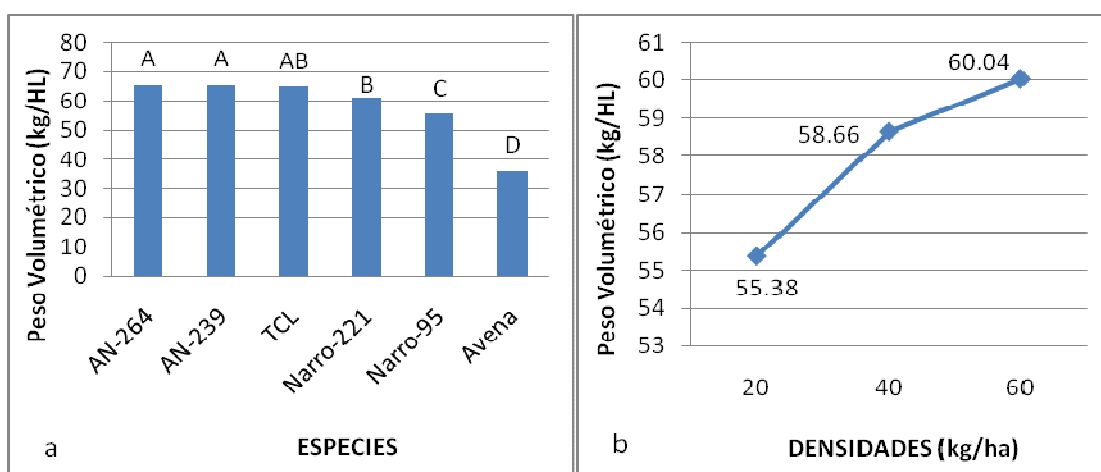 Peso Volumétrico (kg/HL)
80
70
60
50
40
30
20
10
0
A
A
AB
B
C
D
AN-264
AN-239
TCL
Narro-221
Narro-95
Avena
a
ESPECIES
Peso Volumétrico (kg/HL)
61
60
59
58
57
56
55
54
53
60.04
58.66
55.38
20
40
60
b
DENSIDADES (kg/ha)